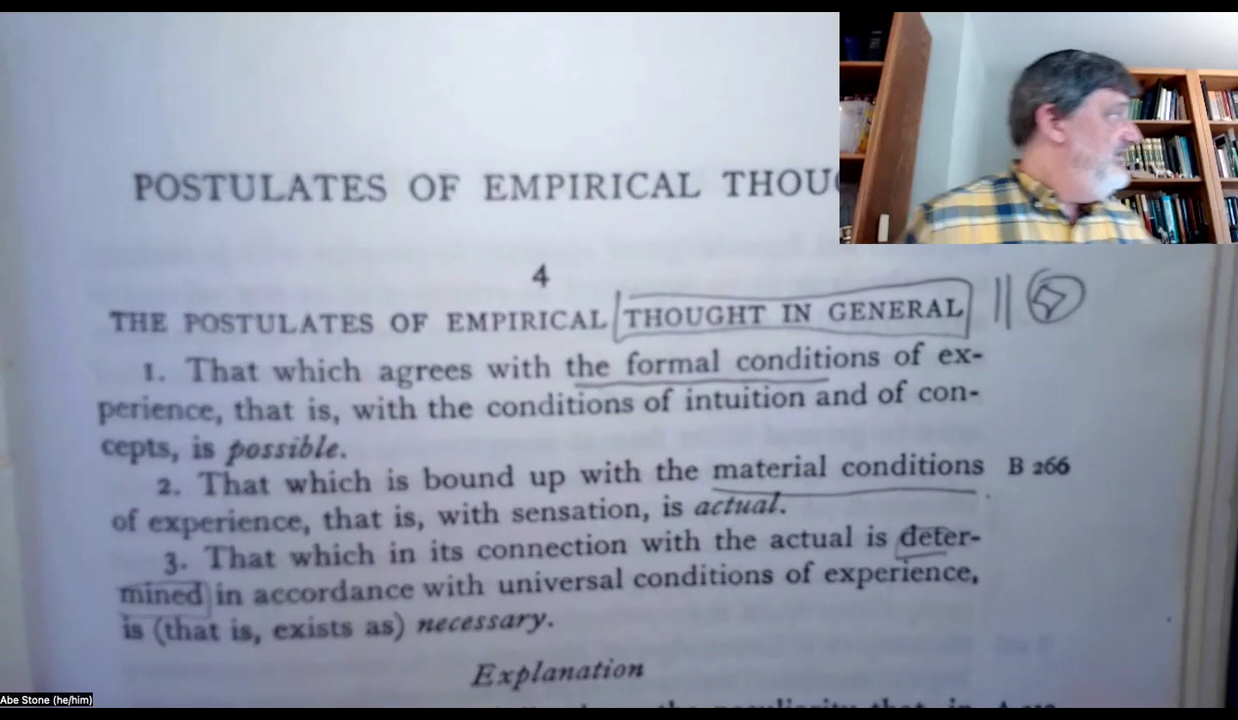 POSTULATES OF EMPIRICAL
4
THE POSTULATES OF EMPIRICAL THOUGHT IN GENERAL
1. That which agrees with the formal conditions of ex-
perience, that is, with the conditions of intuition and of con-
cepts, is possible.
2. That which is bound up with the material conditions B 266
of experience, that is, with sensation, is actual.
3. That which in its connection with the actual is deter-
mined in accordance with universal conditions of experience,
is (that is, exists as) necessary.
Explanation
the peculiarity that, in
Abe Stone (he/him)